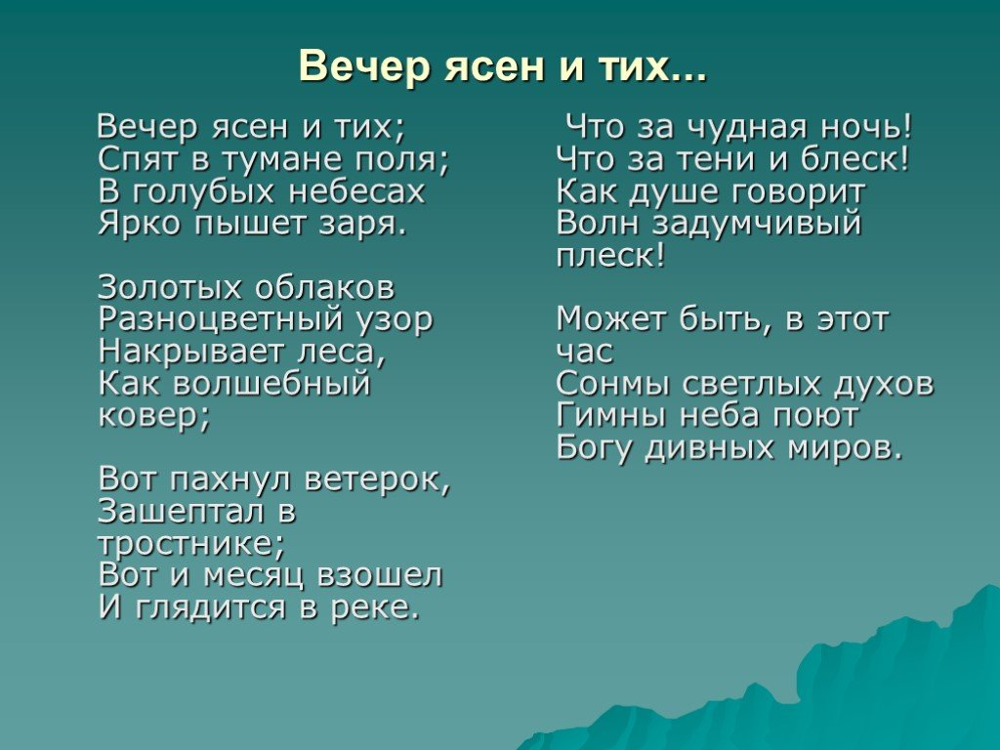 Вечер ясен и тих...
Вечер ясен и тих;
Спят в тумане поля;
В голубых небесах
Ярко пышет заря.
Золотых облаков
Разноцветный узор
Накрывает леса,
Как волшебный
ковер;
Вот пахнул ветерок,
Зашептал в
тростнике;
Вот и месяц взошел
И глядится в реке.
Что за чудная ночь!
Что за тени и блеск!
Как душе говорит
Волн задумчивый
плеск!
Может быть, в этот
час
Сонмы светлых духов
Гимны неба поют
Богу дивных миров.